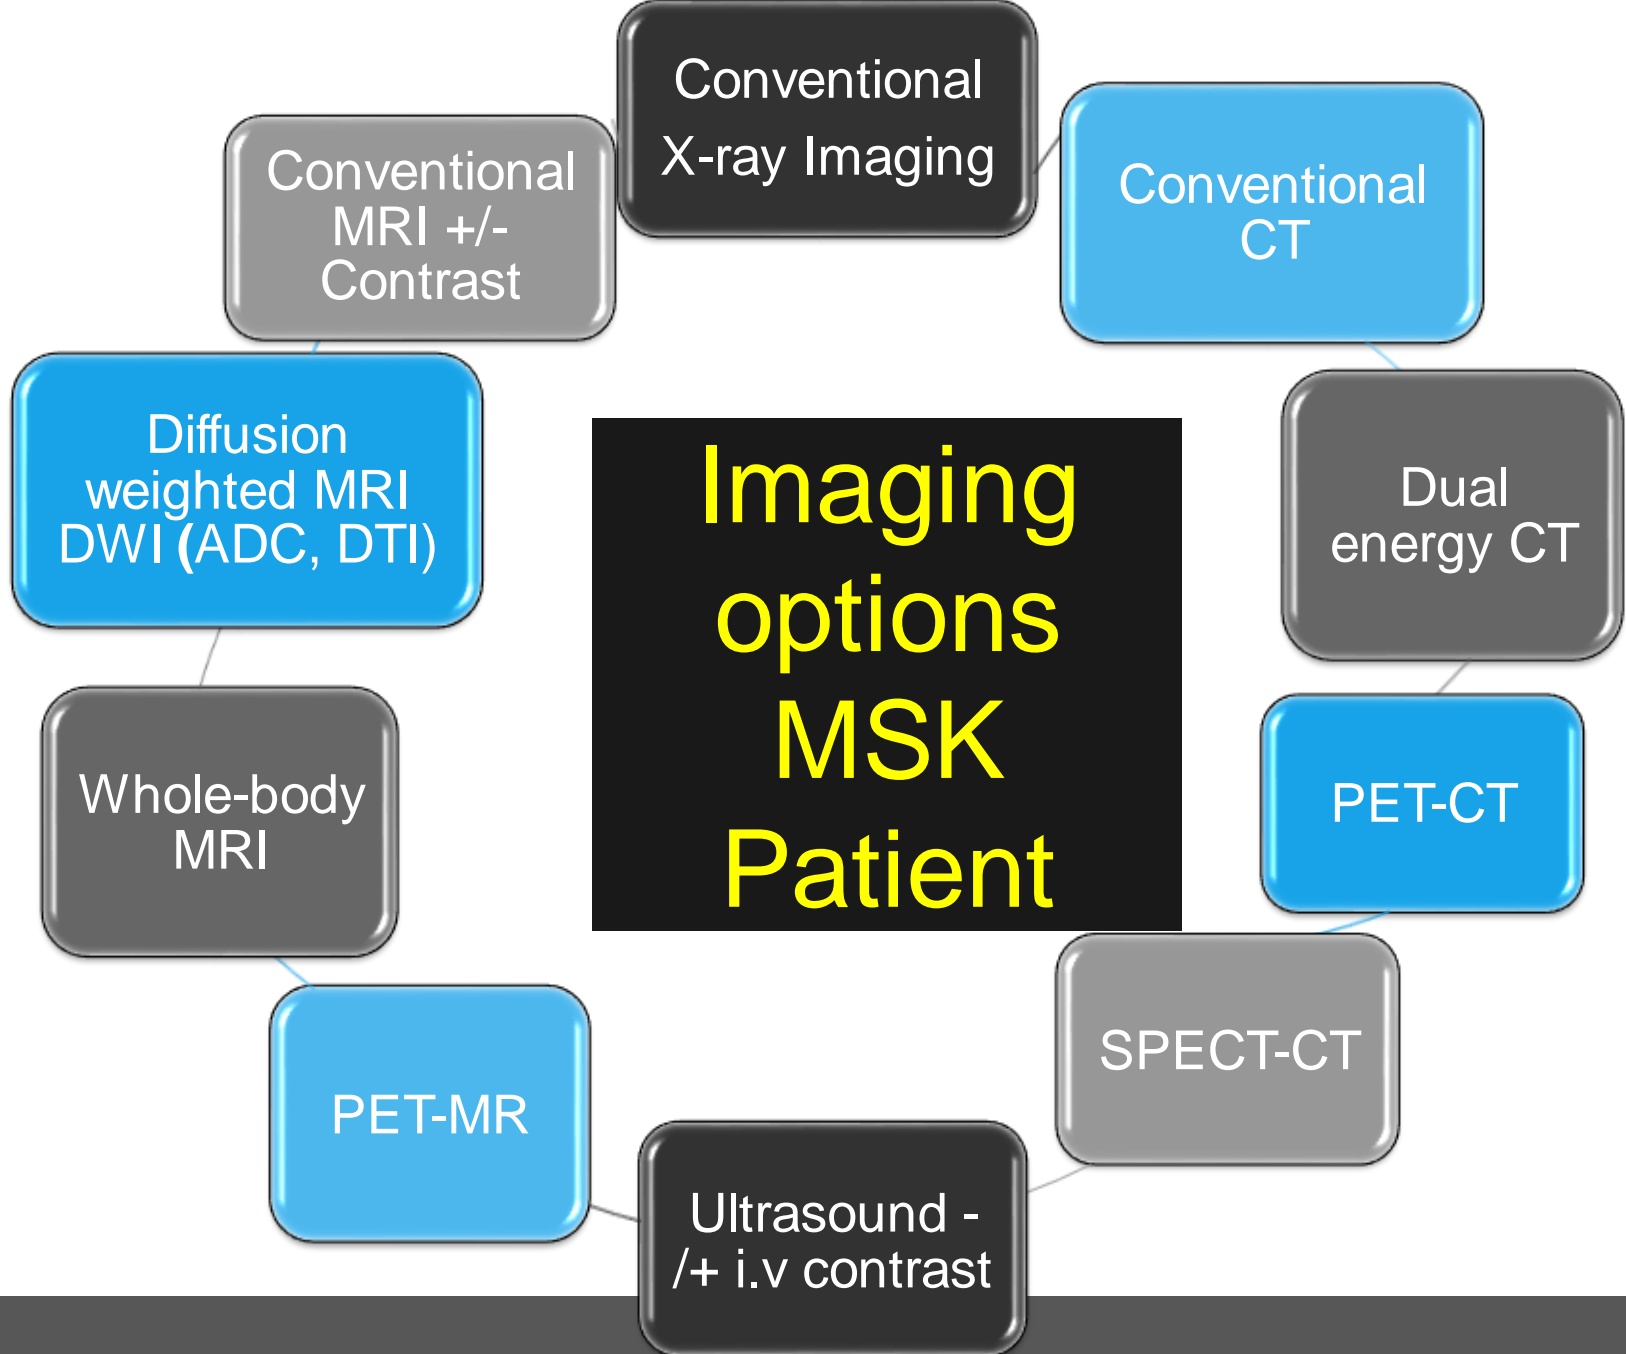 Conventional
X-ray Imaging
Conventional
CT
Dual
energy CT
PET-CT
SPECT-CT
Ultrasound -
/+ i.v contrast
PET-MR
Whole-body
MRI
Diffusion
weighted MRI
DWI (ADC, DTI)
Conventional
MRI +/-
Contrast
Imaging
options
MSK
Patient